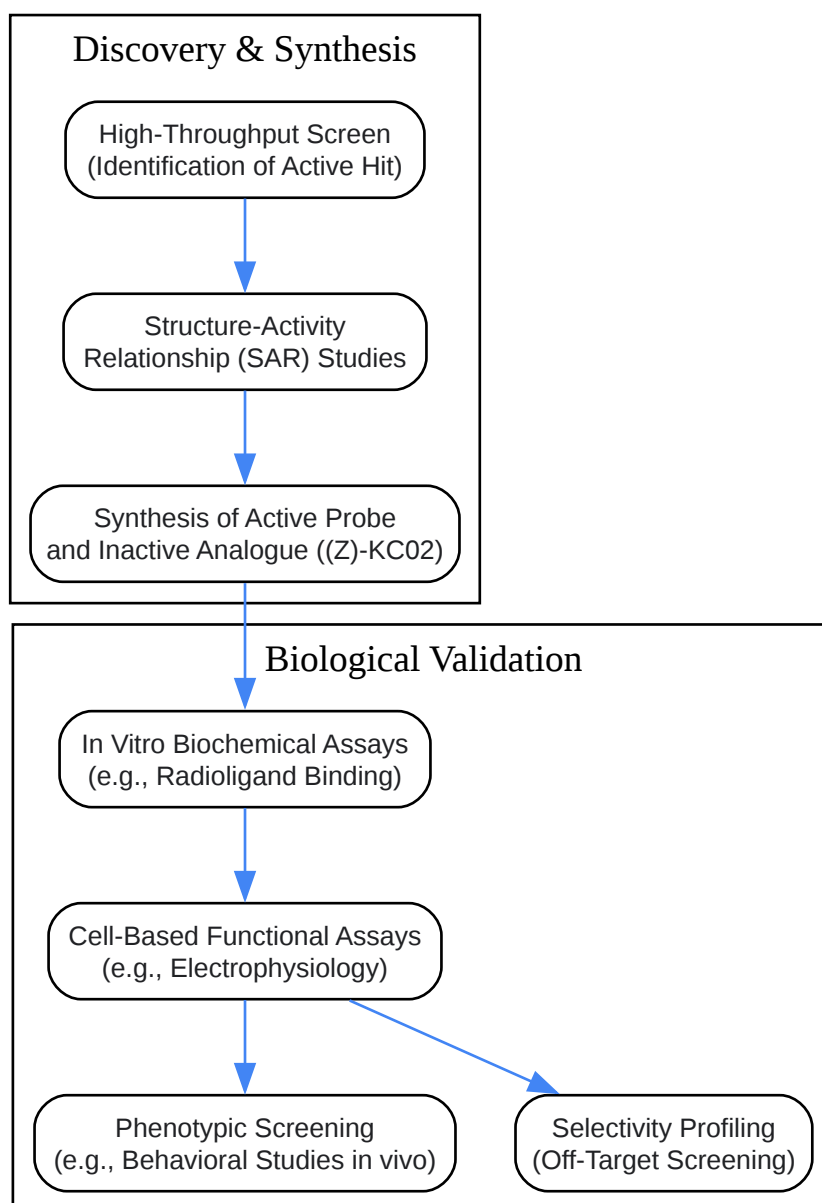 Discovery & Synthesis
High-Throughput Screen
(Identification of Active Hit)
Structure-Activity
Relationship (SAR) Studies
Synthesis of Active Probe
and Inactive Analogue ((Z)-KC02)
Biological Validation
In Vitro Biochemical Assays
(e.g., Radioligand Binding)
Cell-Based Functional Assays
(e.g., Electrophysiology)
Phenotypic Screening
(e.g., Behavioral Studies in vivo)
Selectivity Profiling
(Off-Target Screening)